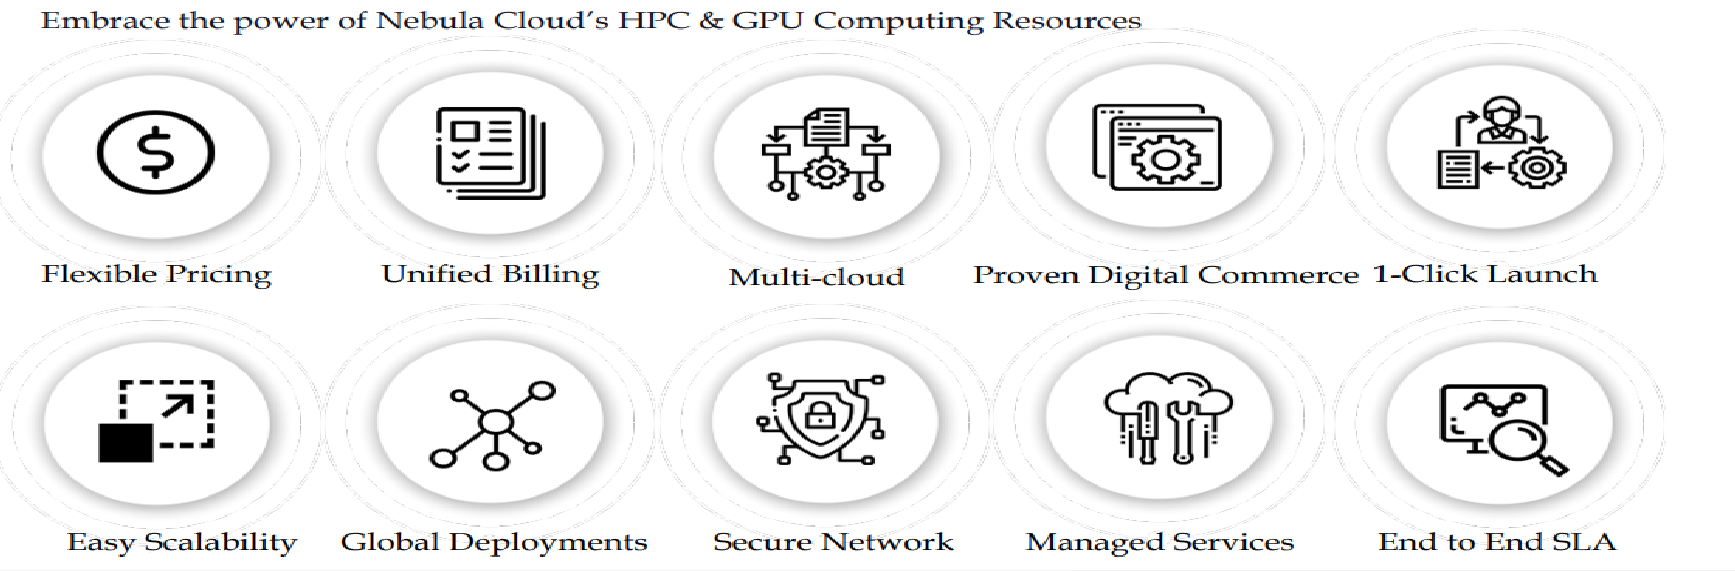 Embrace the power of Nebula Cloud's HPC & GPU Computing Resources
Flexible Pricing
Unified Billing
Multi-cloud
Proven Digital Commerce
1-Click Launch
Easy Scalability
Global Deployments
Secure Network
Managed Services
End to End SLA